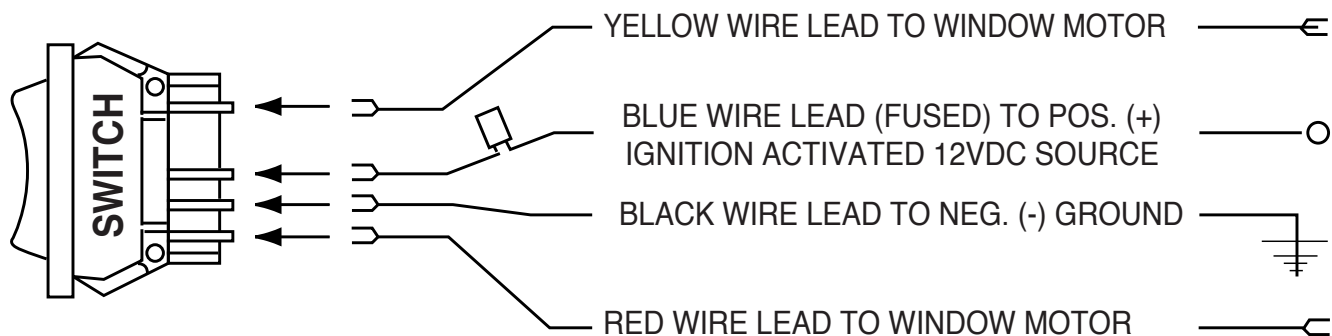 SWITCH
YELLOW WIRE LEAD TO WINDOW MOTOR
BLUE WIRE LEAD (FUSED) TO POS. (+)
IGNITION ACTIVATED 12VDC SOURCE
BLACK WIRE LEAD TO NEG. (-) GROUND
RED WIRE LEAD TO WINDOW MOTOR